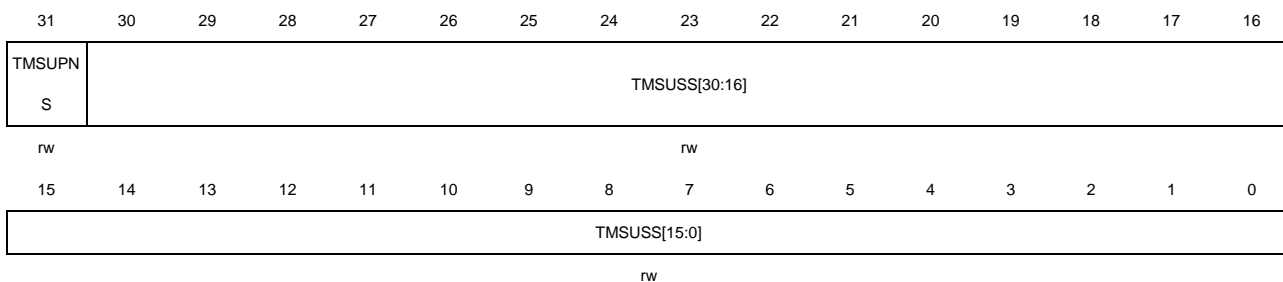 31 30 29 28 27 26 25 24 23 22 21 20 19 18 17 16
TMSUPN
S
TMSUSS[30:16]
rw rw
15 14 13 12 11 10 9 8 7 6 5 4 3 2 1 0
TMSUSS[15:0]
rw